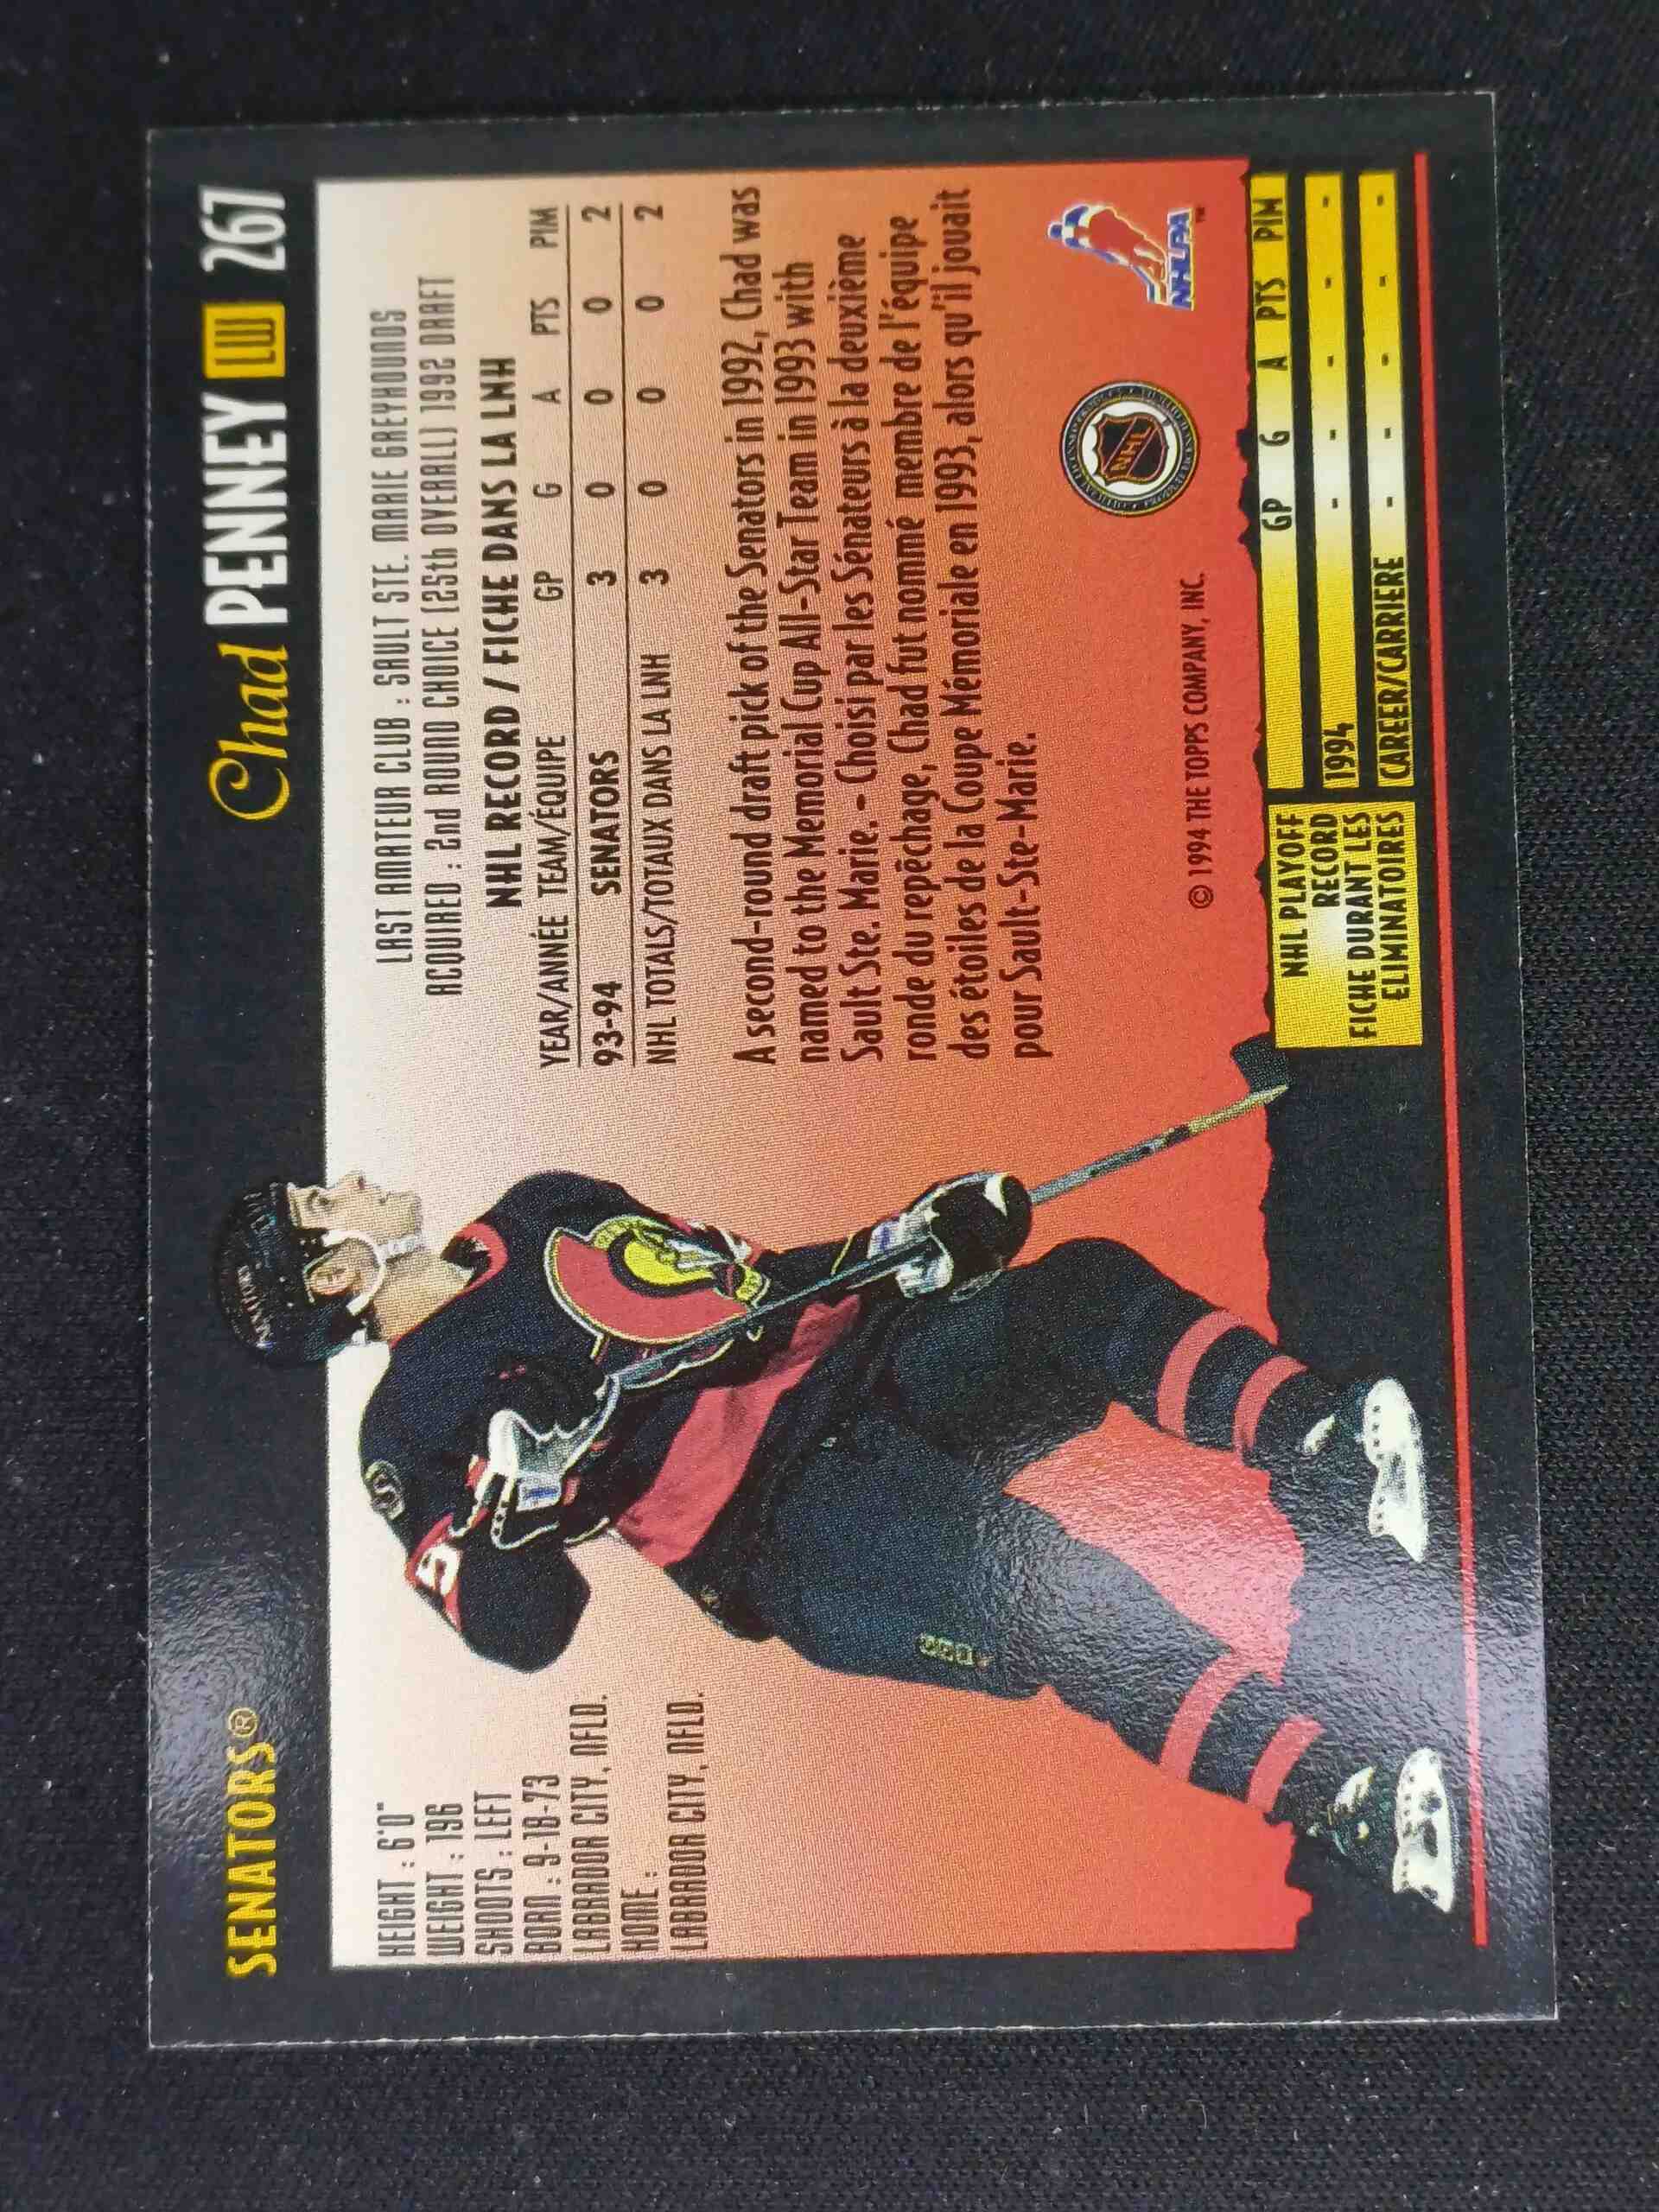 SENATORS®
Chad PENNEY LW 267
HEIGHT : 6'0"
WEIGHT : 196
SHOOTS : LEFT
BORN : 9-18-73
LABRADOR CITY, NFLD.
HOME :
LABRADOR CITY, NFLD.
LAST AMATEUR CLUB : SAULT STE. MARIE GREYHOUNDS
ACQUIRED : 2nd ROUND CHOICE (25th OVERALL) 1992 DRAFT
NHL RECORD / FICHE DANS LA LNH
YEAR/ANNÉE TEAM/ÉQUIPE GP G A PTS PIM
93-94 SENATORS 3 0 0 0 2
NHL TOTALS/TOTAUX DANS LA LNH 3 0 0 0 2
A second-round draft pick of the Senators in 1992, Chad was
named to the Memorial Cup All-Star Team in 1993 with
Sault Ste. Marie. - Choisi par les Sénateurs à la deuxième
ronde du repêchage, Chad fut nommé membre de l'équipe
des étoiles de la Coupe Mémoriale en 1993, alors qu'il jouait
pour Sault-Ste-Marie.
NHL
NHLPA™
© 1994 THE TOPPS COMPANY, INC.
NHL PLAYOFF
RECORD
FICHE DURANT LES
ELIMINATOIRES
GP G A PTS PIM
1994 - - - - -
CAREER/CARRIERE - - - - -